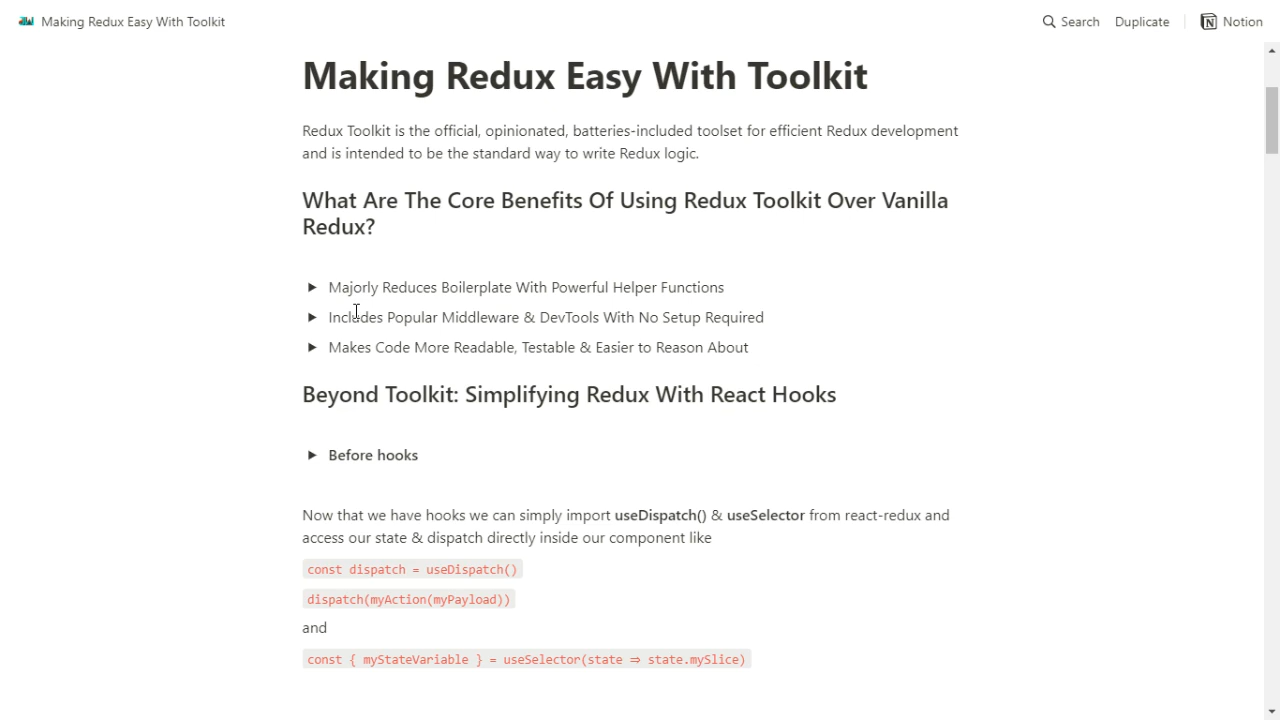 Making Redux Easy With Toolkit
Search
Duplicate
Notion
Making Redux Easy With Toolkit
Redux Toolkit is the official, opinionated, batteries-included toolset for efficient Redux development
and is intended to be the standard way to write Redux logic.
What Are The Core Benefits Of Using Redux Toolkit Over Vanilla
Redux?
Majorly Reduces Boilerplate With Powerful Helper Functions
Includes Popular Middleware & DevTools With No Setup Required
Makes Code More Readable, Testable & Easier to Reason About
Beyond Toolkit: Simplifying Redux With React Hooks
Before hooks
Now that we have hooks we can simply import useDispatch() & useSelector from react-redux and
access our state & dispatch directly inside our component like
const dispatch = useDispatch()
dispatch(myAction(myPayload))
and
const { myStateVariable } = useSelector(state ⇒ state.mySlice)